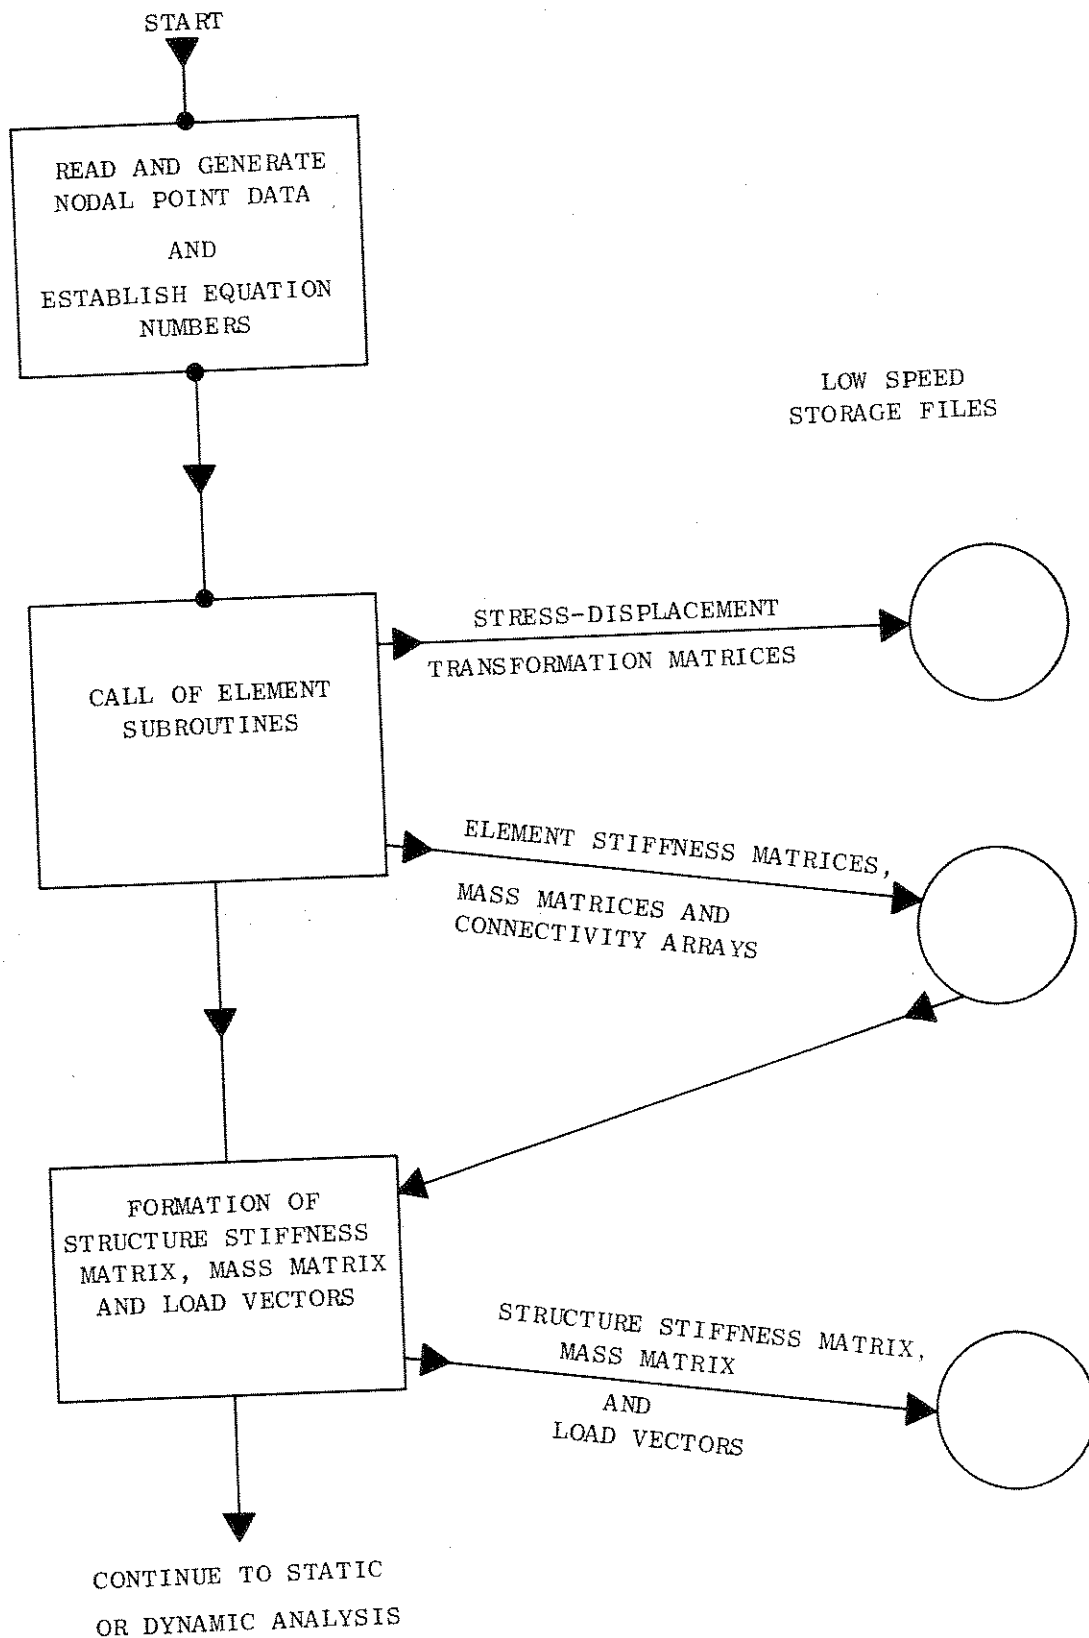 START
READ AND GENERATE
NODAL POINT DATA
AND
ESTABLISH EQUATION
NUMBERS
LOW SPEED
STORAGE FILES
CALL OF ELEMENT
SUBROUTINES
STRESS-DISPLACEMENT
TRANSFORMATION MATRICES
ELEMENT STIFFNESS MATRICES,
MASS MATRICES AND
CONNECTIVITY ARRAYS
FORMATION OF
STRUCTURE STIFFNESS
MATRIX, MASS MATRIX
AND LOAD VECTORS
STRUCTURE STIFFNESS MATRIX,
MASS MATRIX
AND
LOAD VECTORS
CONTINUE TO STATIC
OR DYNAMIC ANALYSIS